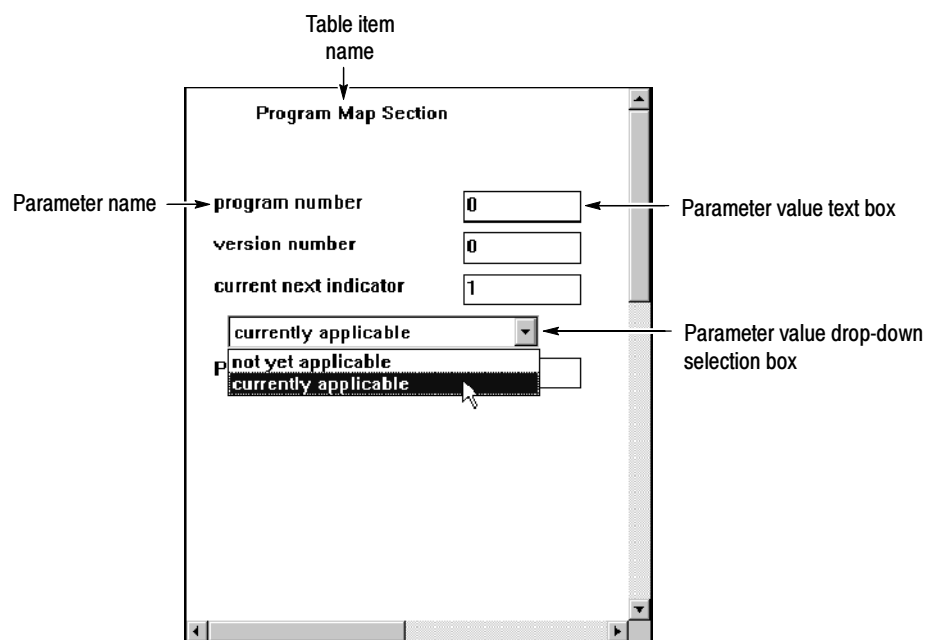 Table item
name
Program Map Section
Parameter name
program number
0
Parameter value text box
version number
0
current next indicator
1
currently applicable
Parameter value drop-down
selection box
not yet applicable
P
currently applicable